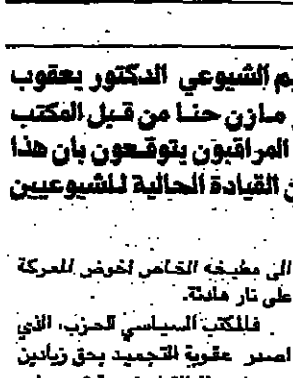 م الشيوعي الدكتور يعقوب
مازن حنا من قبل المكتب
المراقبون يتوقعون بأن هذا
القيادة الحالية للشيوعيين
الى مطبخه الخاص لخوض المعركة
على نار هادئة.
فالمكتب السياسي للحزب، الذي
اصدر عقوبة التجميد بحق زيادين